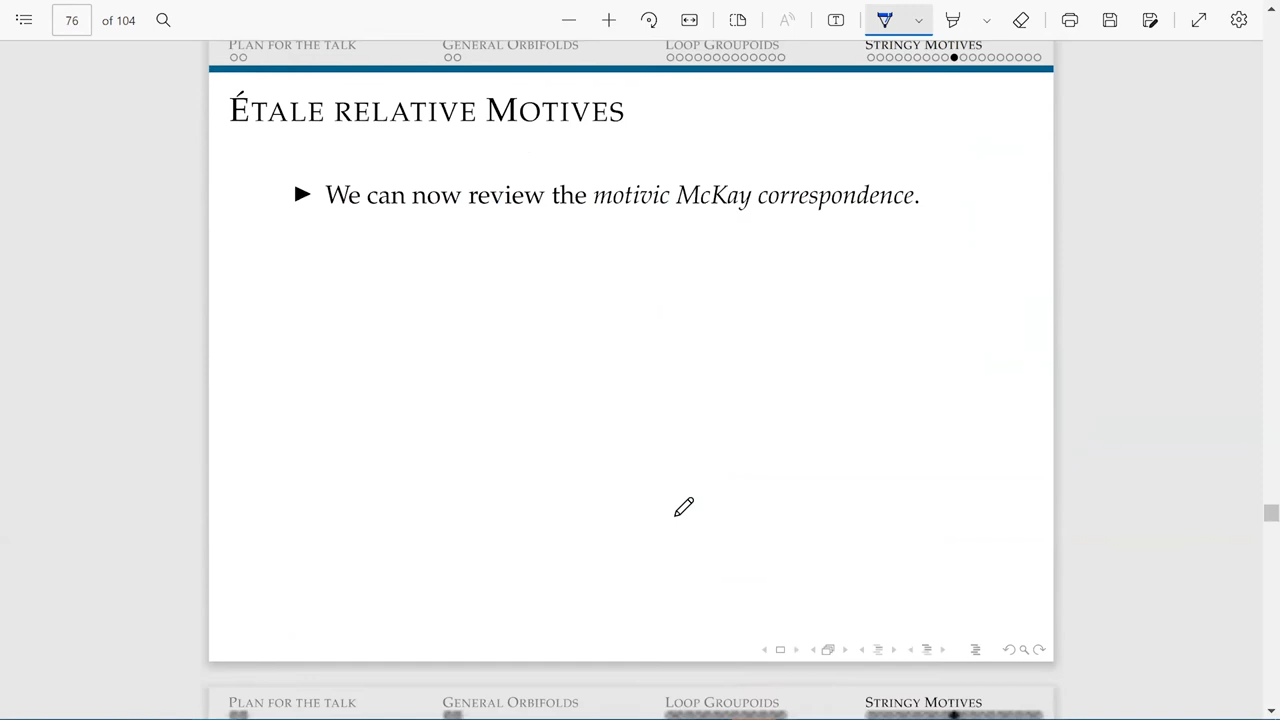 76 of 104
PLAN FOR THE TALK GENERAL ORBIFOLDS LOOP GROUPOIDS STRINGY MOTIVES
ÉTALE RELATIVE MOTIVES
We can now review the motivic McKay correspondence.
PLAN FOR THE TALK GENERAL ORBIFOLDS LOOP GROUPOIDS STRINGY MOTIVES